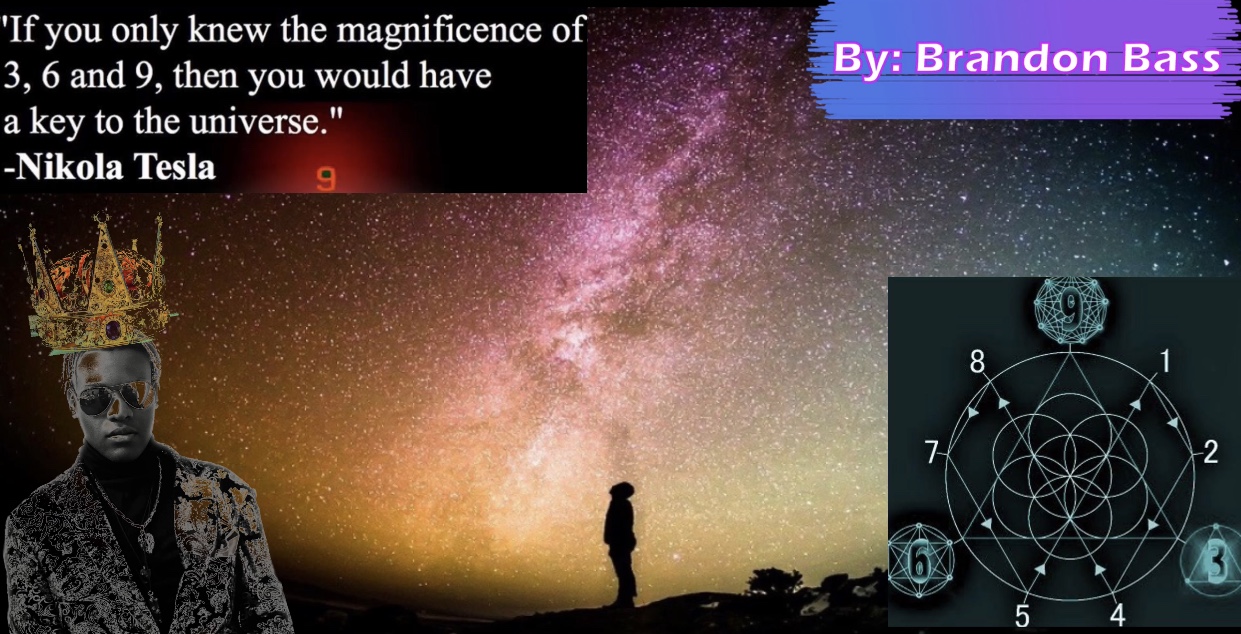 "If you only knew the magnificence of
3, 6 and 9, then you would have
a key to the universe."
-Nikola Tesla
9
By: Brandon Bass
9
8 1
7 2
6 3
5 4